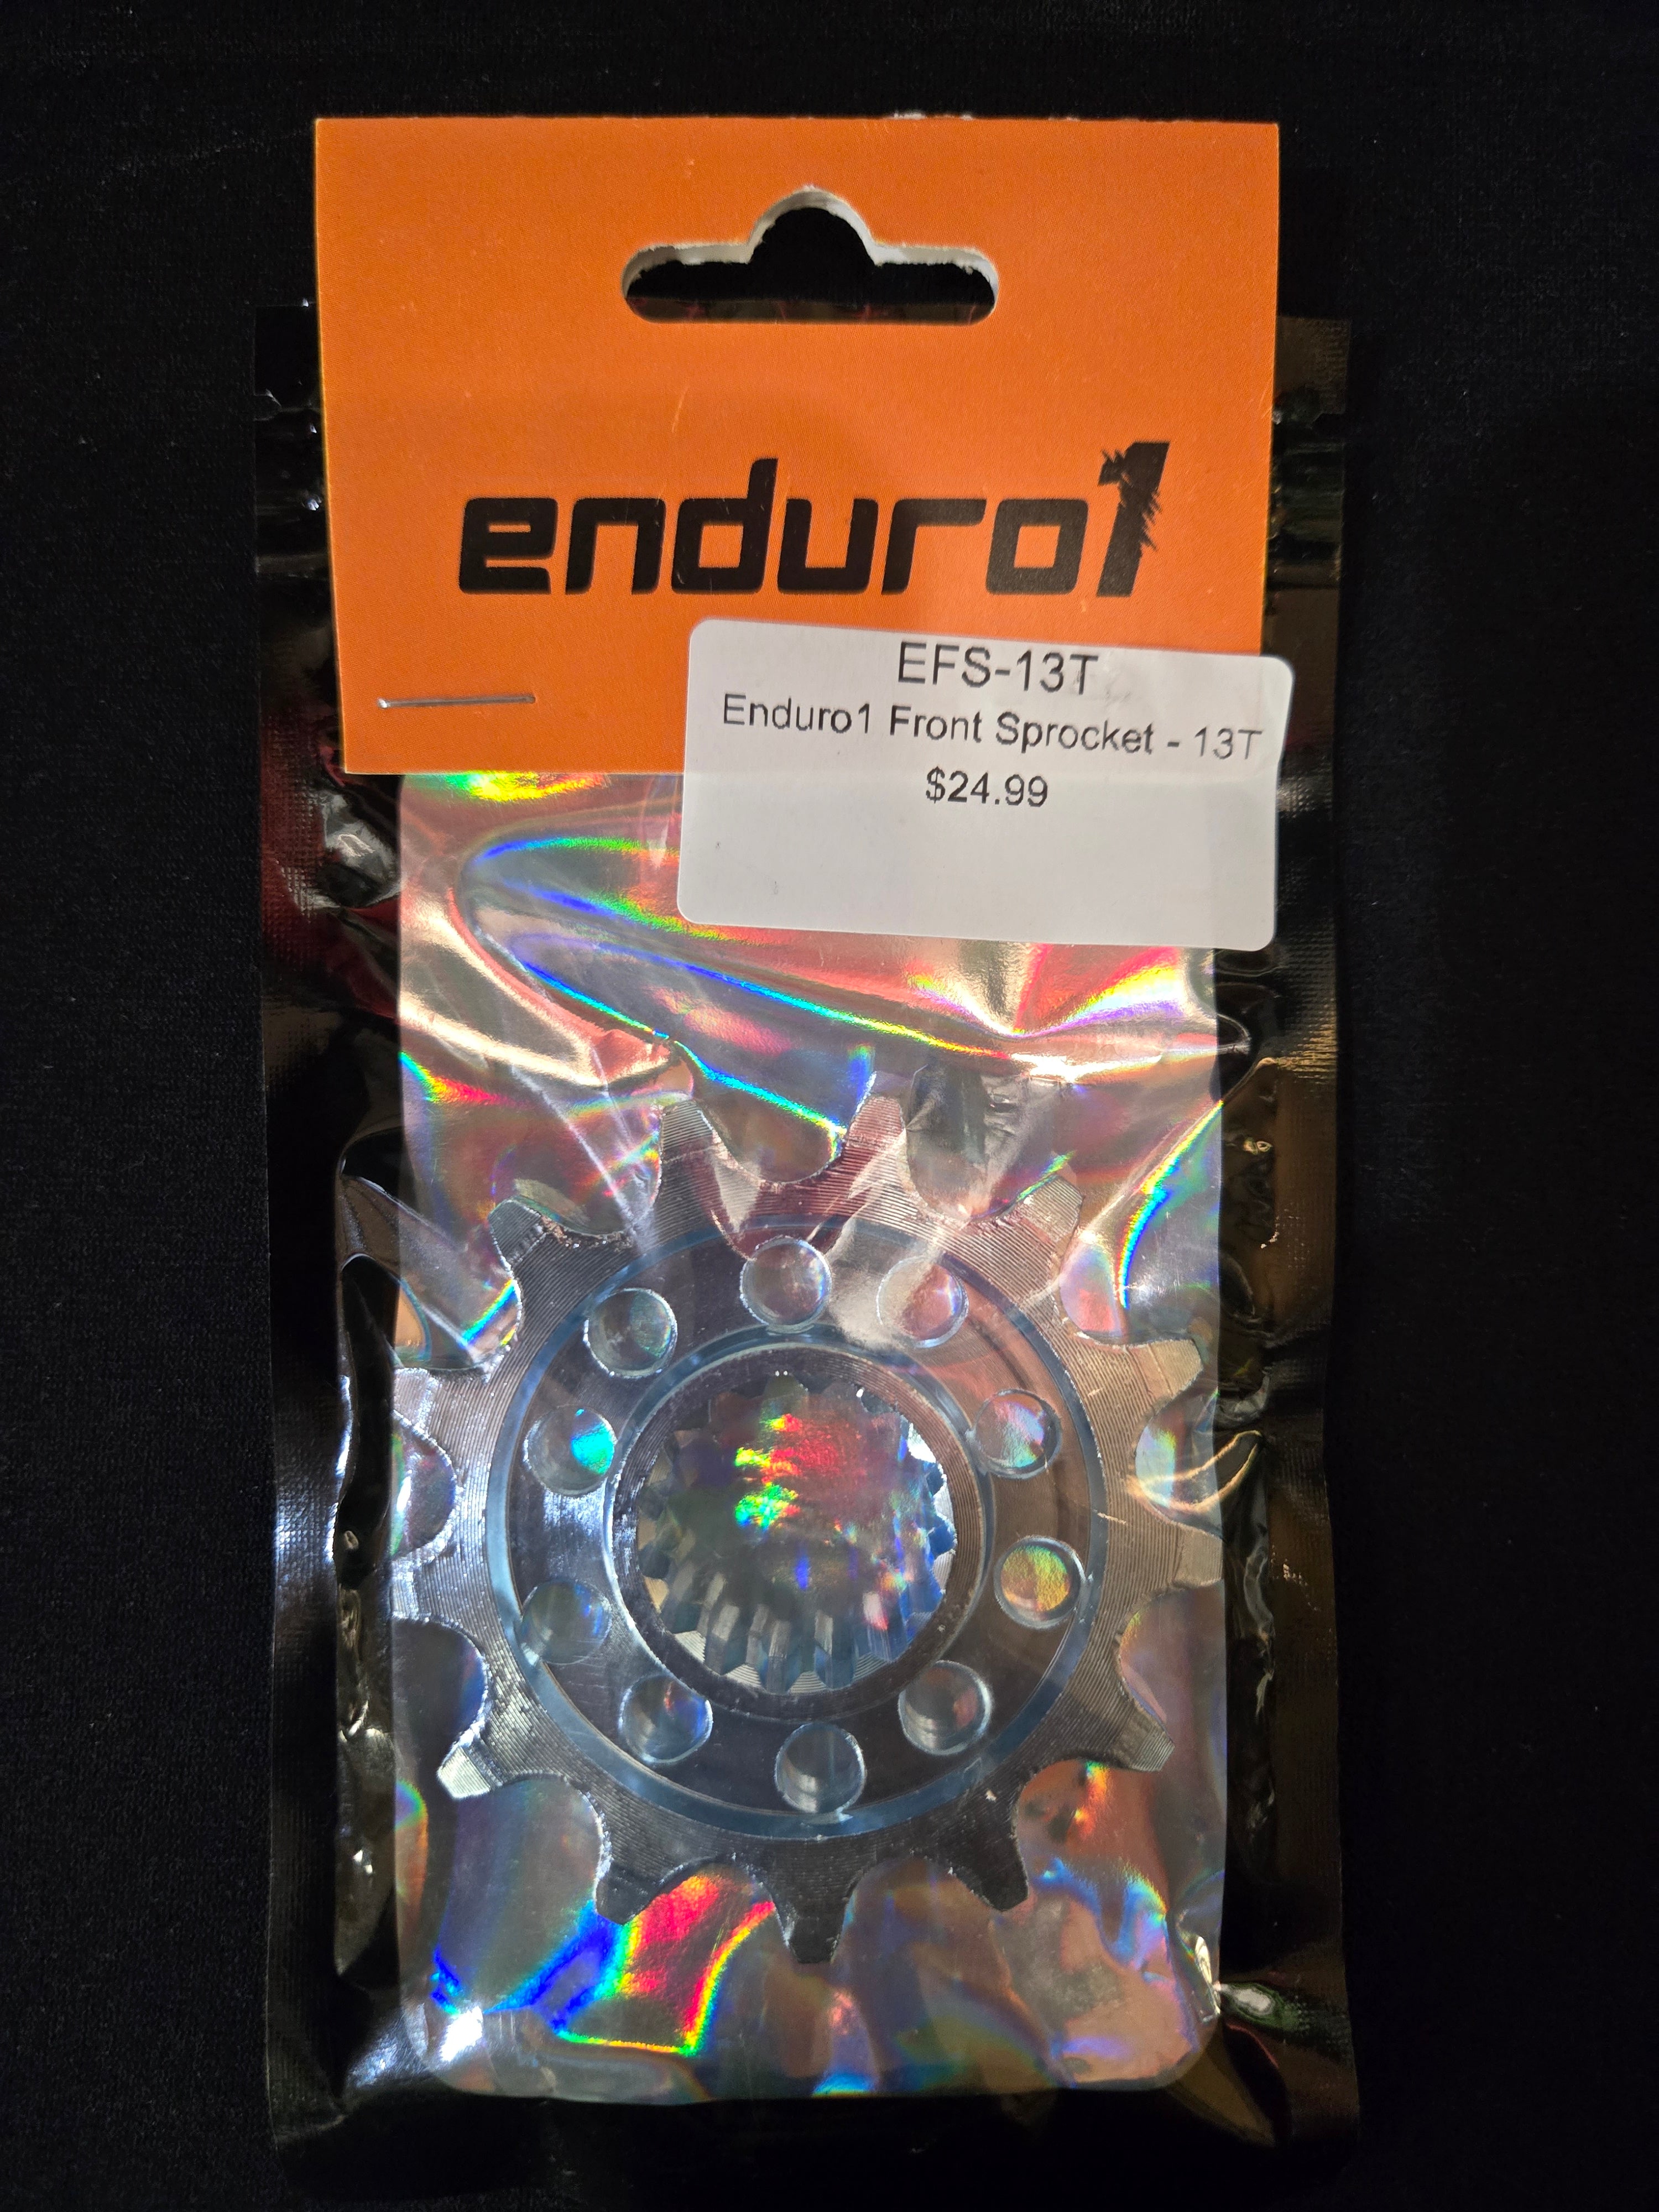 enduro1
EFS-13T
Enduro1 Front Sprocket - 13T
$24.99